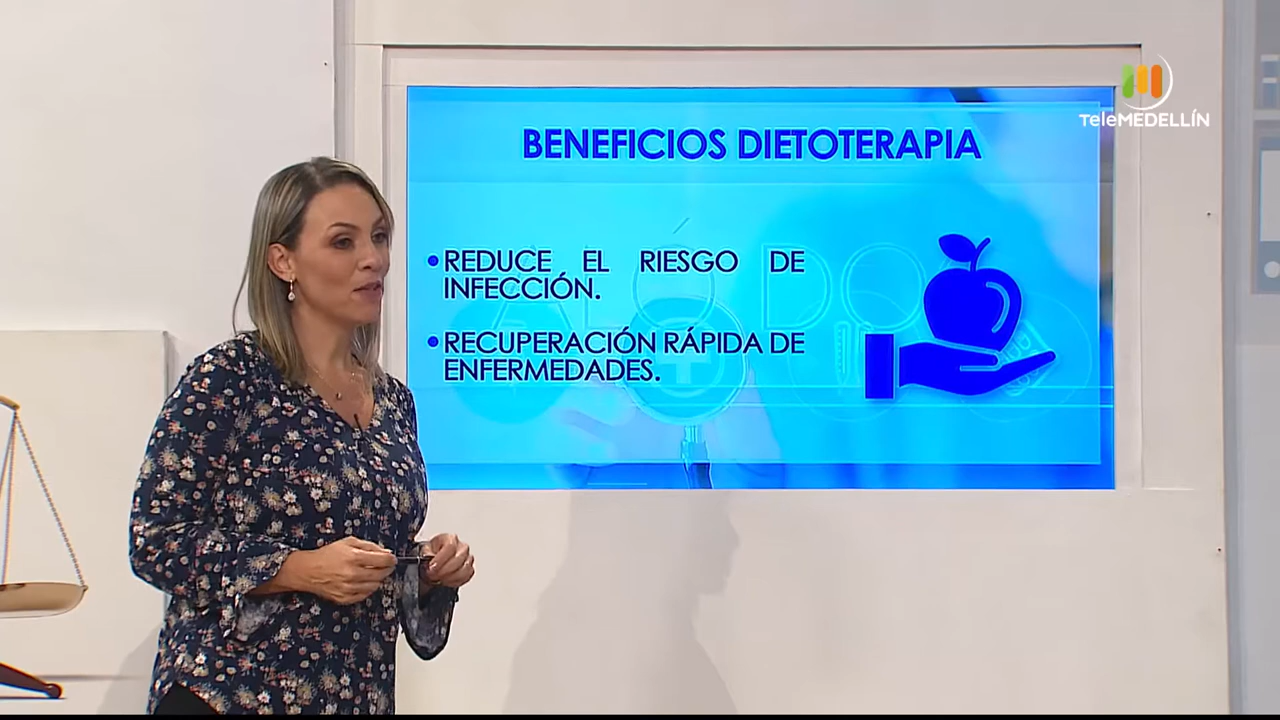 TeleMEDELLÍN
BENEFICIOS DIETOTERAPIA
• REDUCE EL RIESGO DE
INFECCIÓN.
• RECUPERACIÓN RÁPIDA DE
ENFERMEDADES.